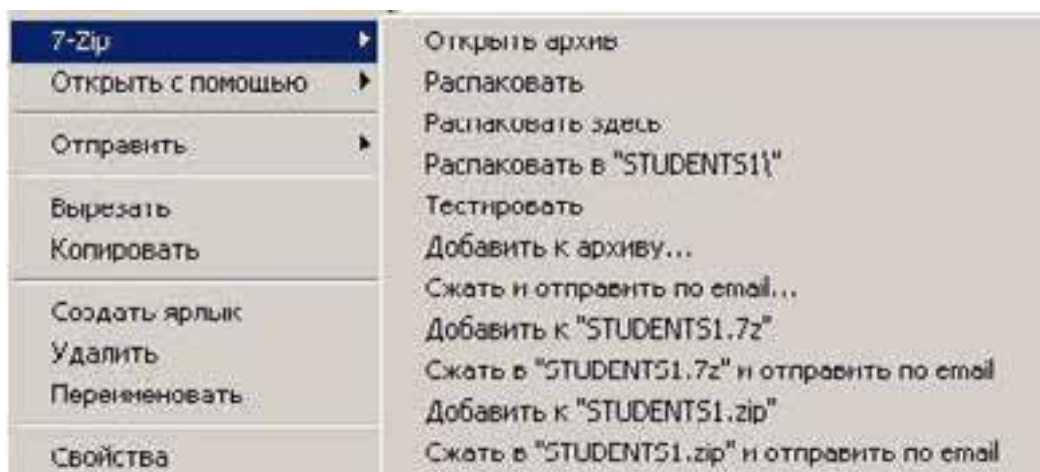 7-Zip
Открыть с помощью
Отправить
Вырезать
Копировать
Создать ярлык
Удалить
Переименовать
Свойства
Открыть архив
Распаковать
Распаковать здесь
Распаковать в "STUDENTS1\"
Тестировать
Добавить к архиву...
Сжать и отправить по email...
Добавить к "STUDENTS1.7z"
Сжать в "STUDENTS1.7z" и отправить по email
Добавить к "STUDENTS1.zip"
Сжать в "STUDENTS1.zip" и отправить по email